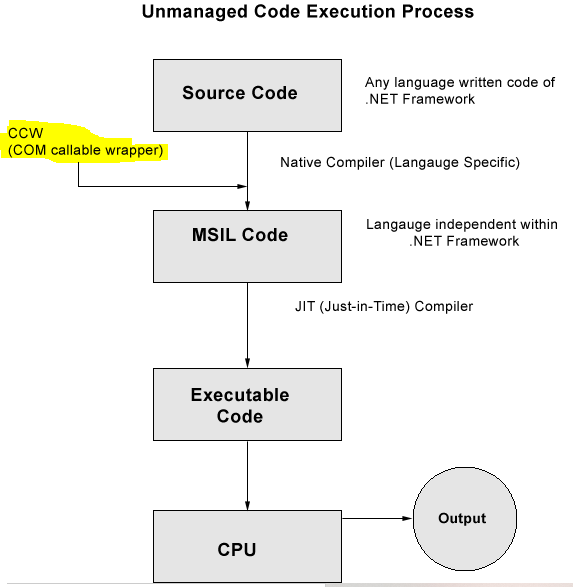 Unmanaged Code Execution Process
Source Code
Any language written code of
.NET Framework
CCW
(COM callable wrapper)
Native Compiler (Langauge Specific)
MSIL Code
Langauge independent within
.NET Framework
JIT (Just-in-Time) Compiler
Executable
Code
CPU
Output